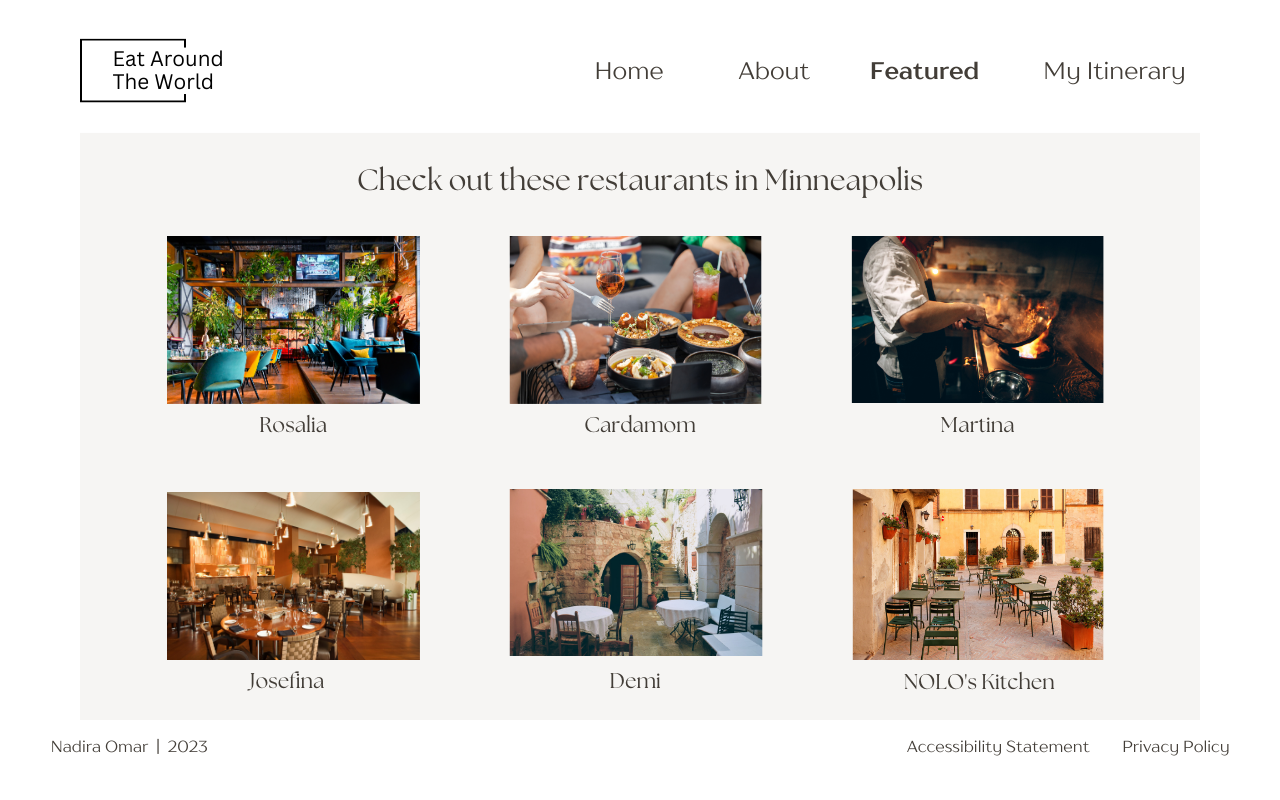 Eat Around
The World
Home About Featured My Itinerary
Check out these restaurants in Minneapolis
Rosalia Cardamom Martina
Josefina Demi NOLO's Kitchen
Nadira Omar | 2023 Accessibility Statement Privacy Policy